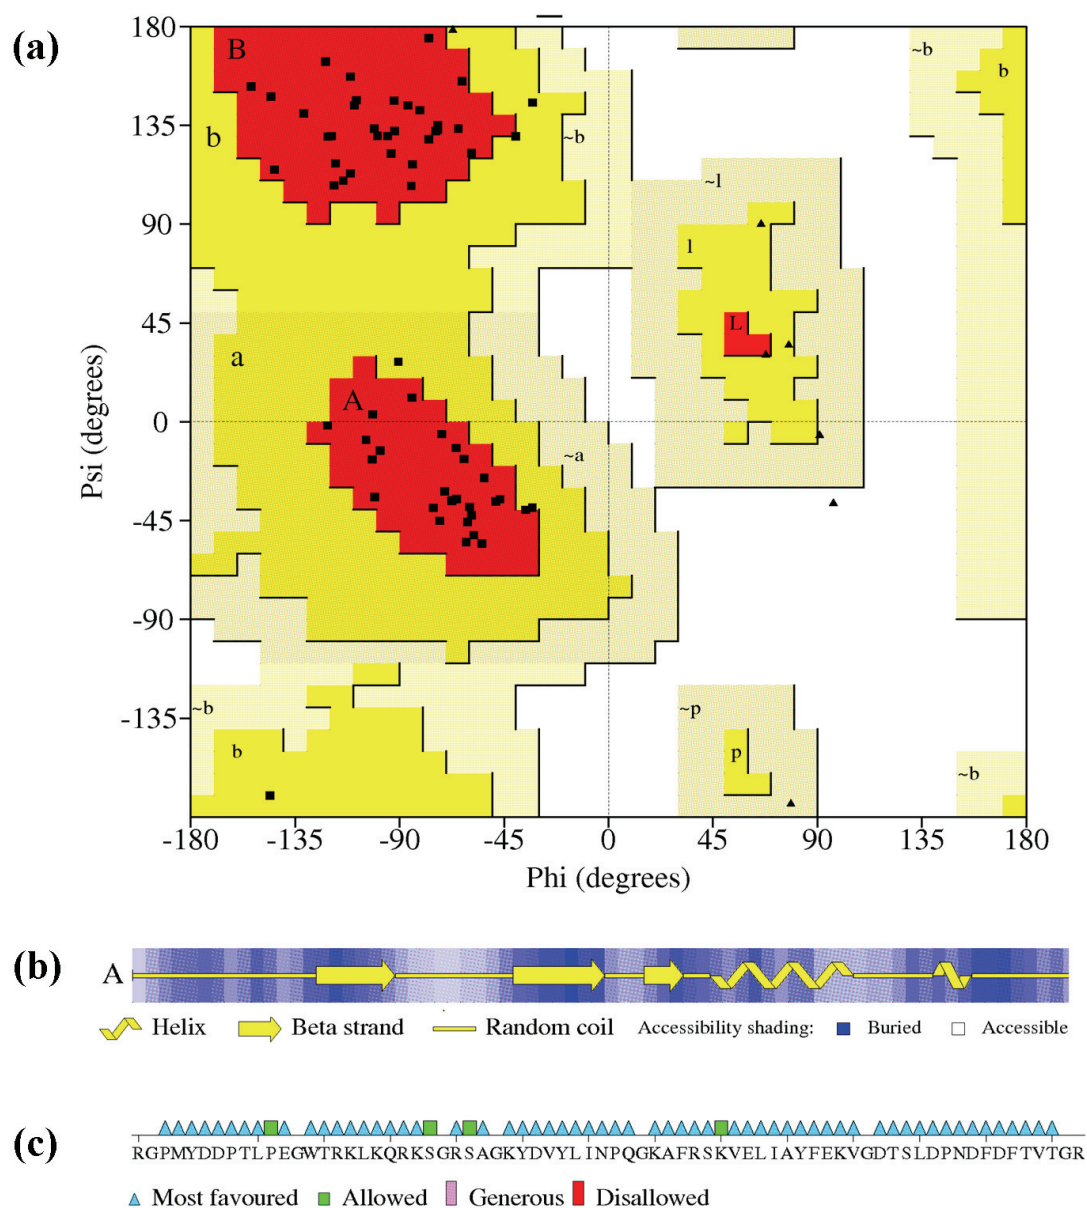 (a)
180
135
90
45
0
-45
-90
-135
Psi (degrees)
B
b
~b
~b
b
~l
l
L
a
A
~a
~b
b
~p
p
~b
-180 -135 -90 -45 0 45 90 135 180
Phi (degrees)
(b)
A
Helix Beta strand Random coil Accessibility shading: Buried Accessible
(c)
RGPMYDDPTLPEGWTRKLKQRKSGRSAGKYDVYLINPQGKAFRSKVELIAYFEKVGDTSLDPNDFDFTVTGR
Most favoured Allowed Generous Disallowed